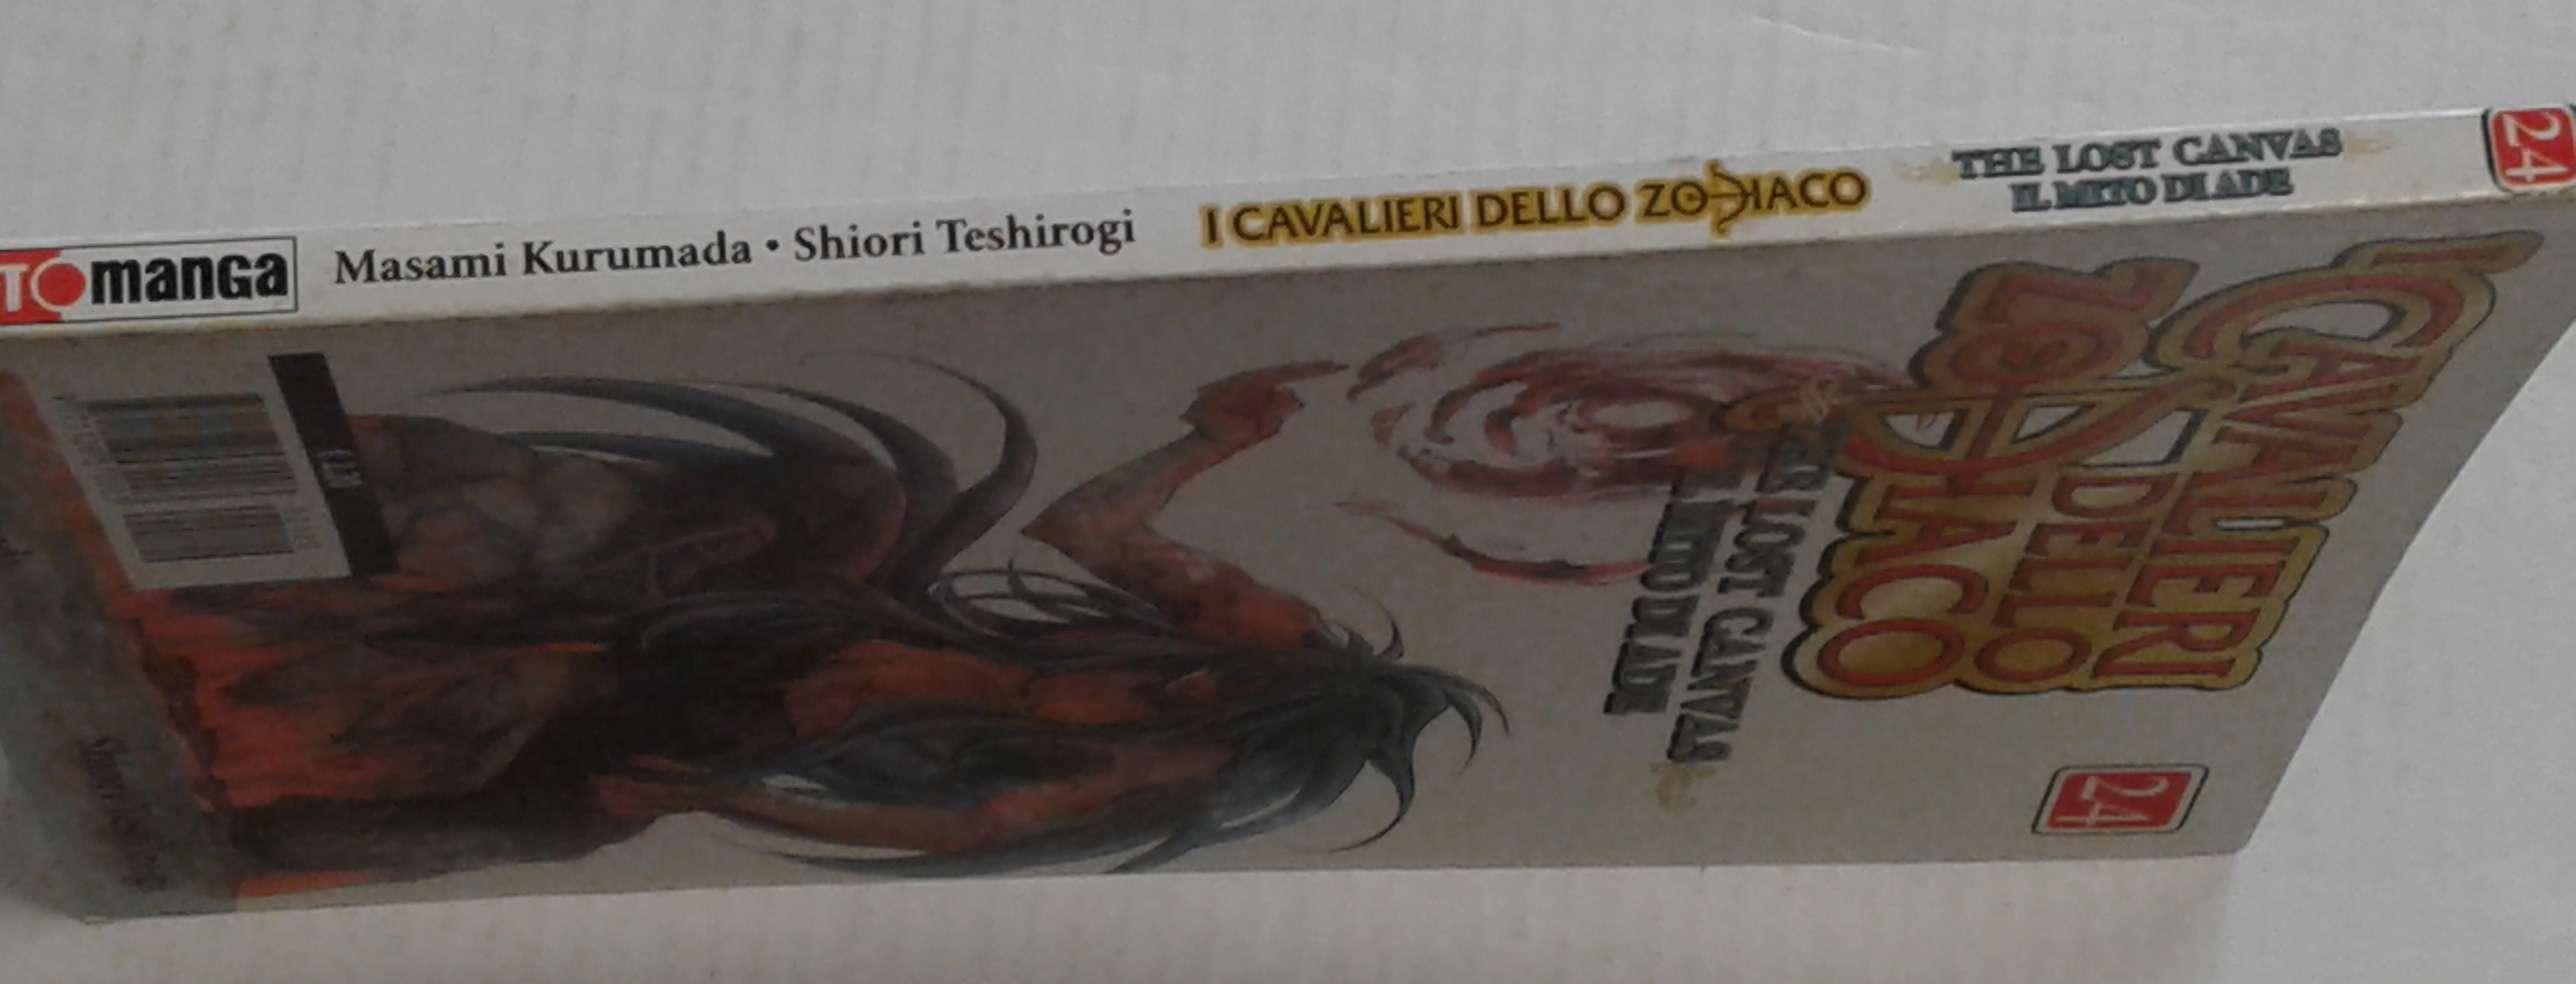 TO manga
Masami Kurumada • Shiori Teshirogi
I CAVALIERI DELLO ZODIACO
THE LOST CANVAS
IL MITO DI ADE
24
I CAVALIERI
DELLO
ZODIACO
THE LOST CANVAS
IL MITO DI ADE
24